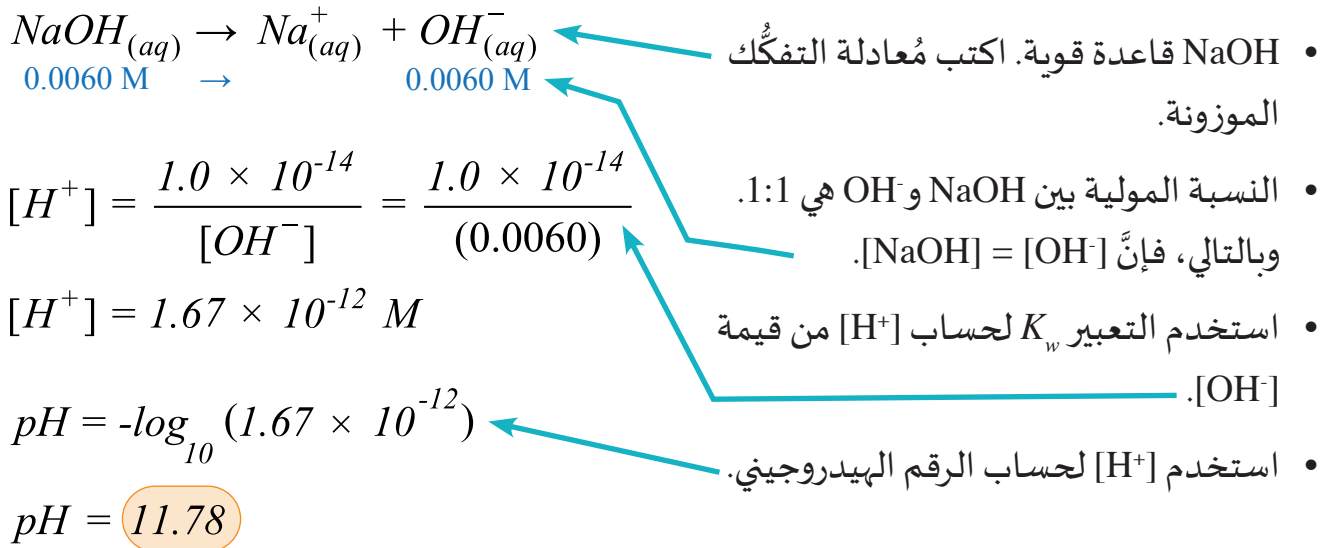 NaOH(aq) → Na⁺(aq) + OH⁻(aq)
0.0060 M → 0.0060 M
[H⁺] = 1.0 × 10⁻¹⁴ / [OH⁻] = 1.0 × 10⁻¹⁴ / (0.0060)
[H⁺] = 1.67 × 10⁻¹² M
pH = -log₁₀ (1.67 × 10⁻¹²)
pH = 11.78
• NaOH قاعدة قوية. اكتب مُعادلة التفكُّك
الموزونة.
• النسبة المولية بين NaOH و OH⁻ هي 1:1.
وبالتالي، فإنَّ [NaOH] = [OH⁻].
• استخدم التعبير K_w لحساب [H⁺] من قيمة
[OH⁻].
• استخدم [H⁺] لحساب الرقم الهيدروجيني.